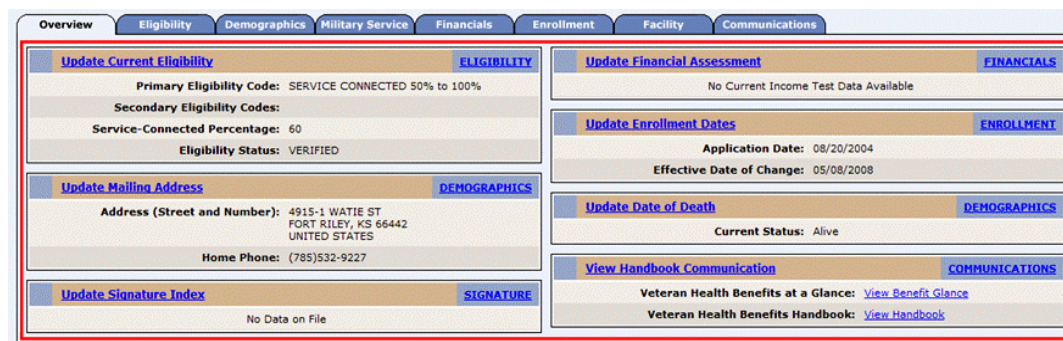 Overview Eligibility Demographics Military Service Financials Enrollment Facility Communications
Update Current Eligibility ELIGIBILITY
Primary Eligibility Code: SERVICE CONNECTED 50% to 100%
Secondary Eligibility Codes:
Service-Connected Percentage: 60
Eligibility Status: VERIFIED
Update Mailing Address DEMOGRAPHICS
Address (Street and Number): 4915-1 WATIE ST
FORT RILEY, KS 66442
UNITED STATES
Home Phone: (785)532-9227
Update Signature Index SIGNATURE
No Data on File
Update Financial Assessment FINANCIALS
No Current Income Test Data Available
Update Enrollment Dates ENROLLMENT
Application Date: 08/20/2004
Effective Date of Change: 05/08/2008
Update Date of Death DEMOGRAPHICS
Current Status: Alive
View Handbook Communication COMMUNICATIONS
Veteran Health Benefits at a Glance: View Benefit Glance
Veteran Health Benefits Handbook: View Handbook